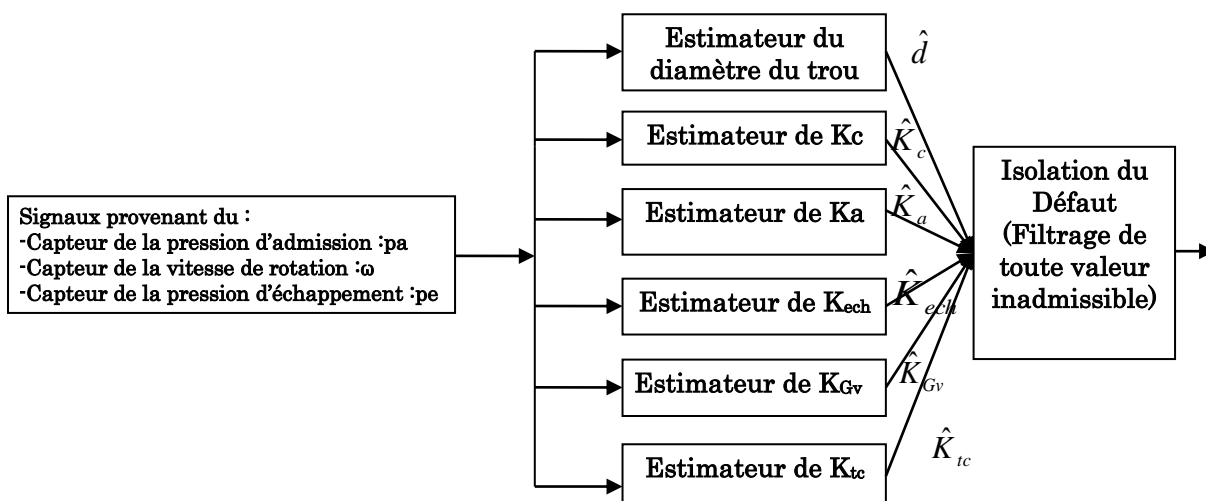 Signaux provenant du :
-Capteur de la pression d'admission :pa
-Capteur de la vitesse de rotation :ω
-Capteur de la pression d'échappement :pe
Estimateur du
diamètre du trou
Estimateur de Kc
Estimateur de Ka
Estimateur de Kech
Estimateur de KGv
Estimateur de Ktc
d̂
K̂c
K̂a
K̂ech
K̂Gv
K̂tc
Isolation du
Défaut
(Filtrage de
toute valeur
inadmissible)